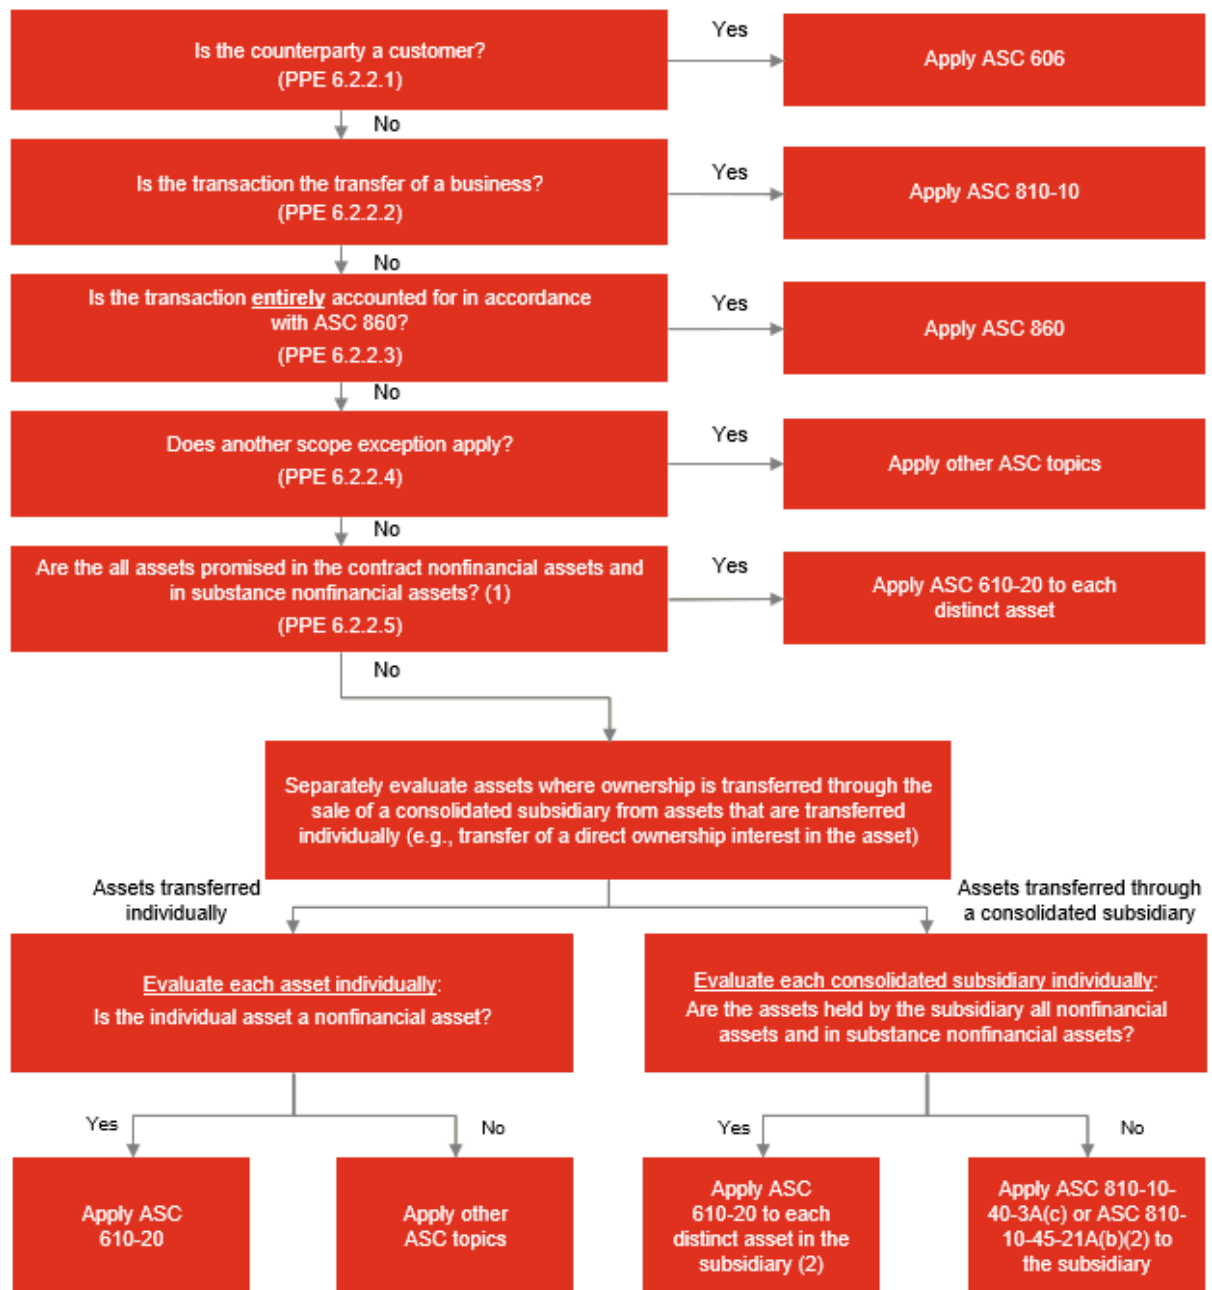 Is the counterparty a customer?
(PPE 6.2.2.1)
Yes
Apply ASC 606
No
Is the transaction the transfer of a business?
(PPE 6.2.2.2)
Yes
Apply ASC 810-10
No
Is the transaction entirely accounted for in accordance
with ASC 860?
(PPE 6.2.2.3)
Yes
Apply ASC 860
No
Does another scope exception apply?
(PPE 6.2.2.4)
Yes
Apply other ASC topics
No
Are the all assets promised in the contract nonfinancial assets and
in substance nonfinancial assets? (1)
(PPE 6.2.2.5)
Yes
Apply ASC 610-20 to each
distinct asset
No
Separately evaluate assets where ownership is transferred through the
sale of a consolidated subsidiary from assets that are transferred
individually (e.g., transfer of a direct ownership interest in the asset)
Assets transferred
individually
Assets transferred through
a consolidated subsidiary
Evaluate each asset individually:
Is the individual asset a nonfinancial asset?
Evaluate each consolidated subsidiary individually:
Are the assets held by the subsidiary all nonfinancial
assets and in substance nonfinancial assets?
Yes
No
Yes
No
Apply ASC
610-20
Apply other
ASC topics
Apply ASC
610-20 to each
distinct asset in the
subsidiary (2)
Apply ASC 810-10-
40-3A(c) or ASC 810-
10-45-21A(b)(2) to
the subsidiary